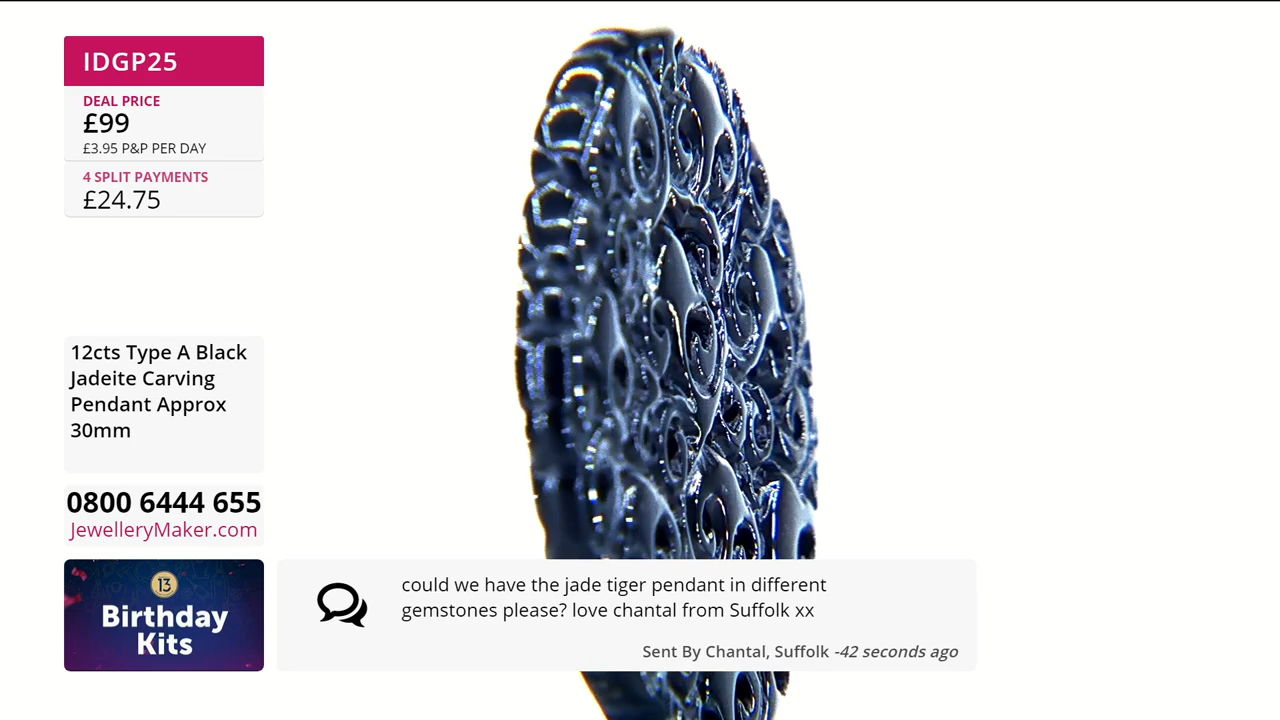 IDGP25
DEAL PRICE
£99
£3.95 P&P PER DAY
4 SPLIT PAYMENTS
£24.75
12cts Type A Black
Jadeite Carving
Pendant Approx
30mm
0800 6444 655
JewelleryMaker.com
13
Birthday
Kits
could we have the jade tiger pendant in different
gemstones please? love chantal from Suffolk xx
Sent By Chantal, Suffolk -42 seconds ago